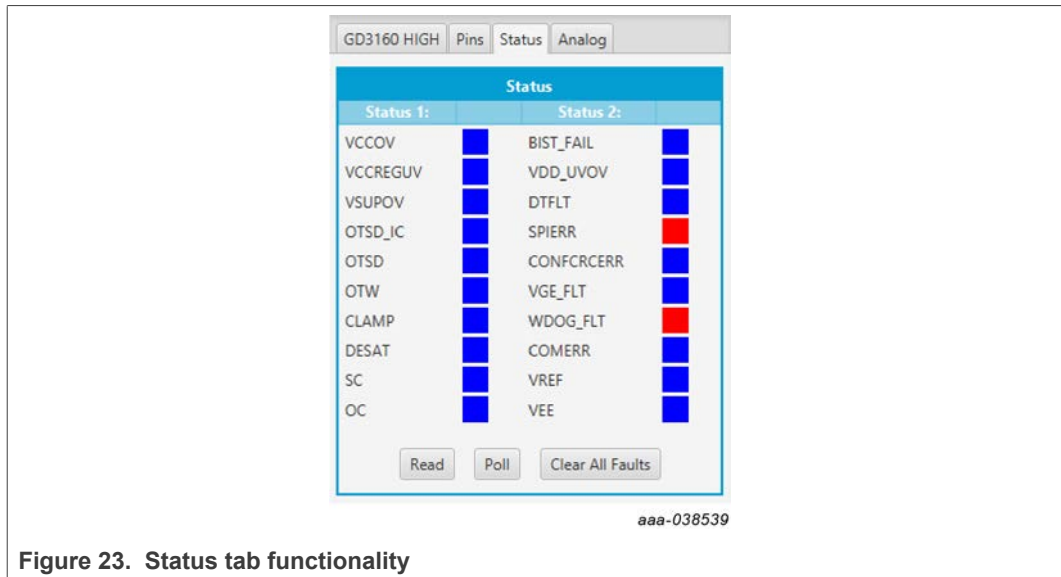 GD3160 HIGH Pins Status Analog
Status
Status 1: Status 2:
VCCOV BIST_FAIL
VCCREGUV VDD_UVOV
VSUPOV DTFLT
OTSD_IC SPIERR
OTSD CONFCRCERR
OTW VGE_FLT
CLAMP WDOG_FLT
DESAT COMERR
SC VREF
OC VEE
Read Poll Clear All Faults
aaa-038539
Figure 23. Status tab functionality